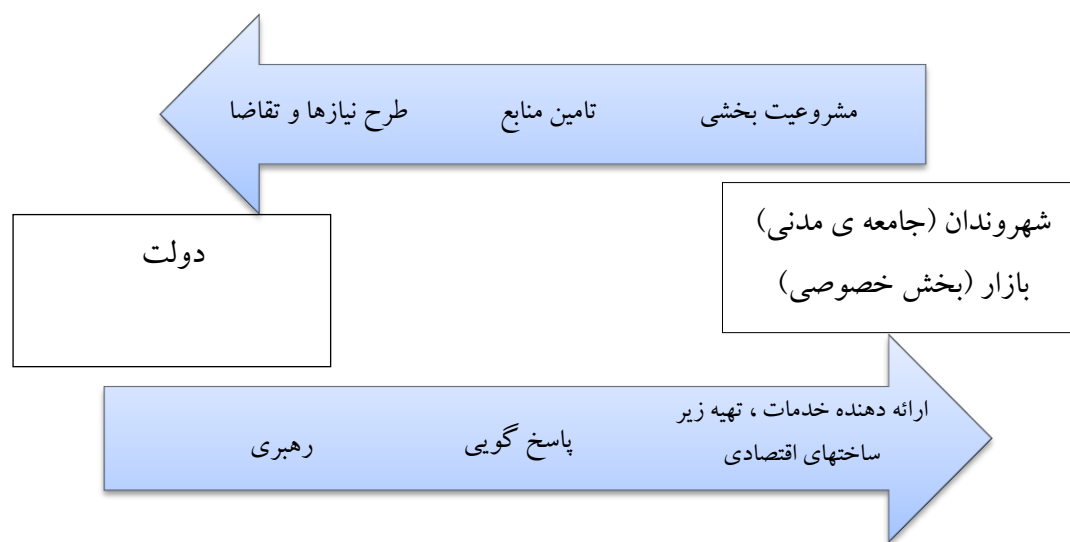 مشروعیت بخشی
تامین منابع
طرح نیازها و تقاضا
شهروندان (جامعه ی مدنی)
بازار (بخش خصوصی)
دولت
ارائه دهنده خدمات ، تهیه زیر
ساختهای اقتصادی
پاسخ گویی
رهبری